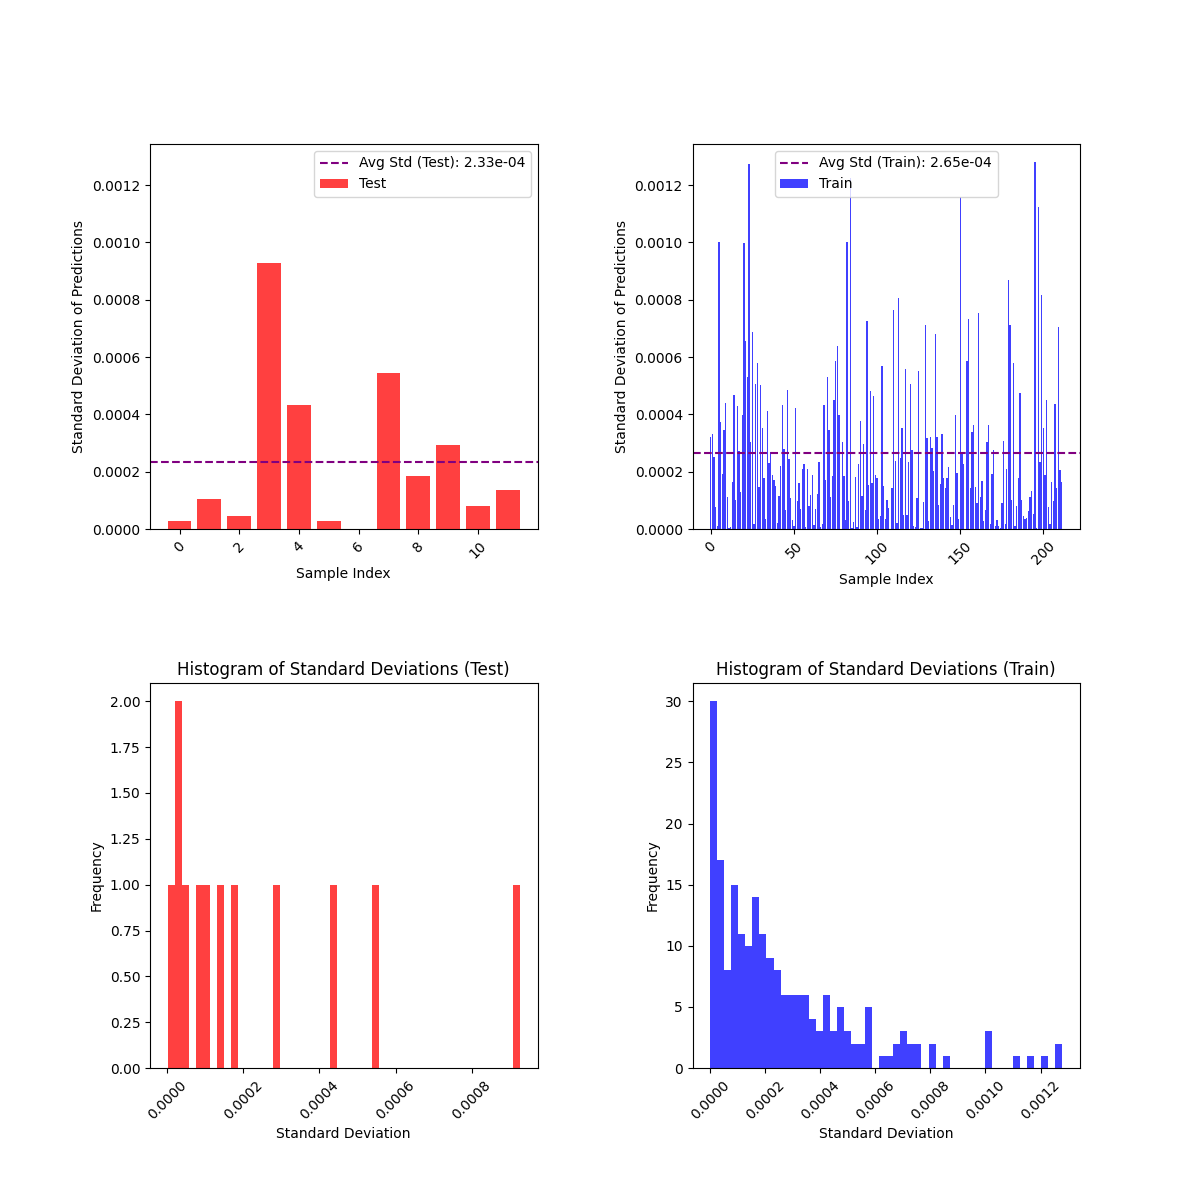 Avg Std (Test): 2.33e-04
Test
0.0012
0.0010
0.0008
0.0006
0.0004
0.0002
0.0000
Standard Deviation of Predictions
0 2 4 6 8 10
Sample Index
Avg Std (Train): 2.65e-04
Train
0.0012
0.0010
0.0008
0.0006
0.0004
0.0002
0.0000
Standard Deviation of Predictions
0 50 100 150 200
Sample Index
Histogram of Standard Deviations (Test)
2.00
1.75
1.50
1.25
1.00
0.75
0.50
0.25
0.00
Frequency
0.0000 0.0002 0.0004 0.0006 0.0008
Standard Deviation
Histogram of Standard Deviations (Train)
30
25
20
15
10
5
0
Frequency
0.0000 0.0002 0.0004 0.0006 0.0008 0.0010 0.0012
Standard Deviation